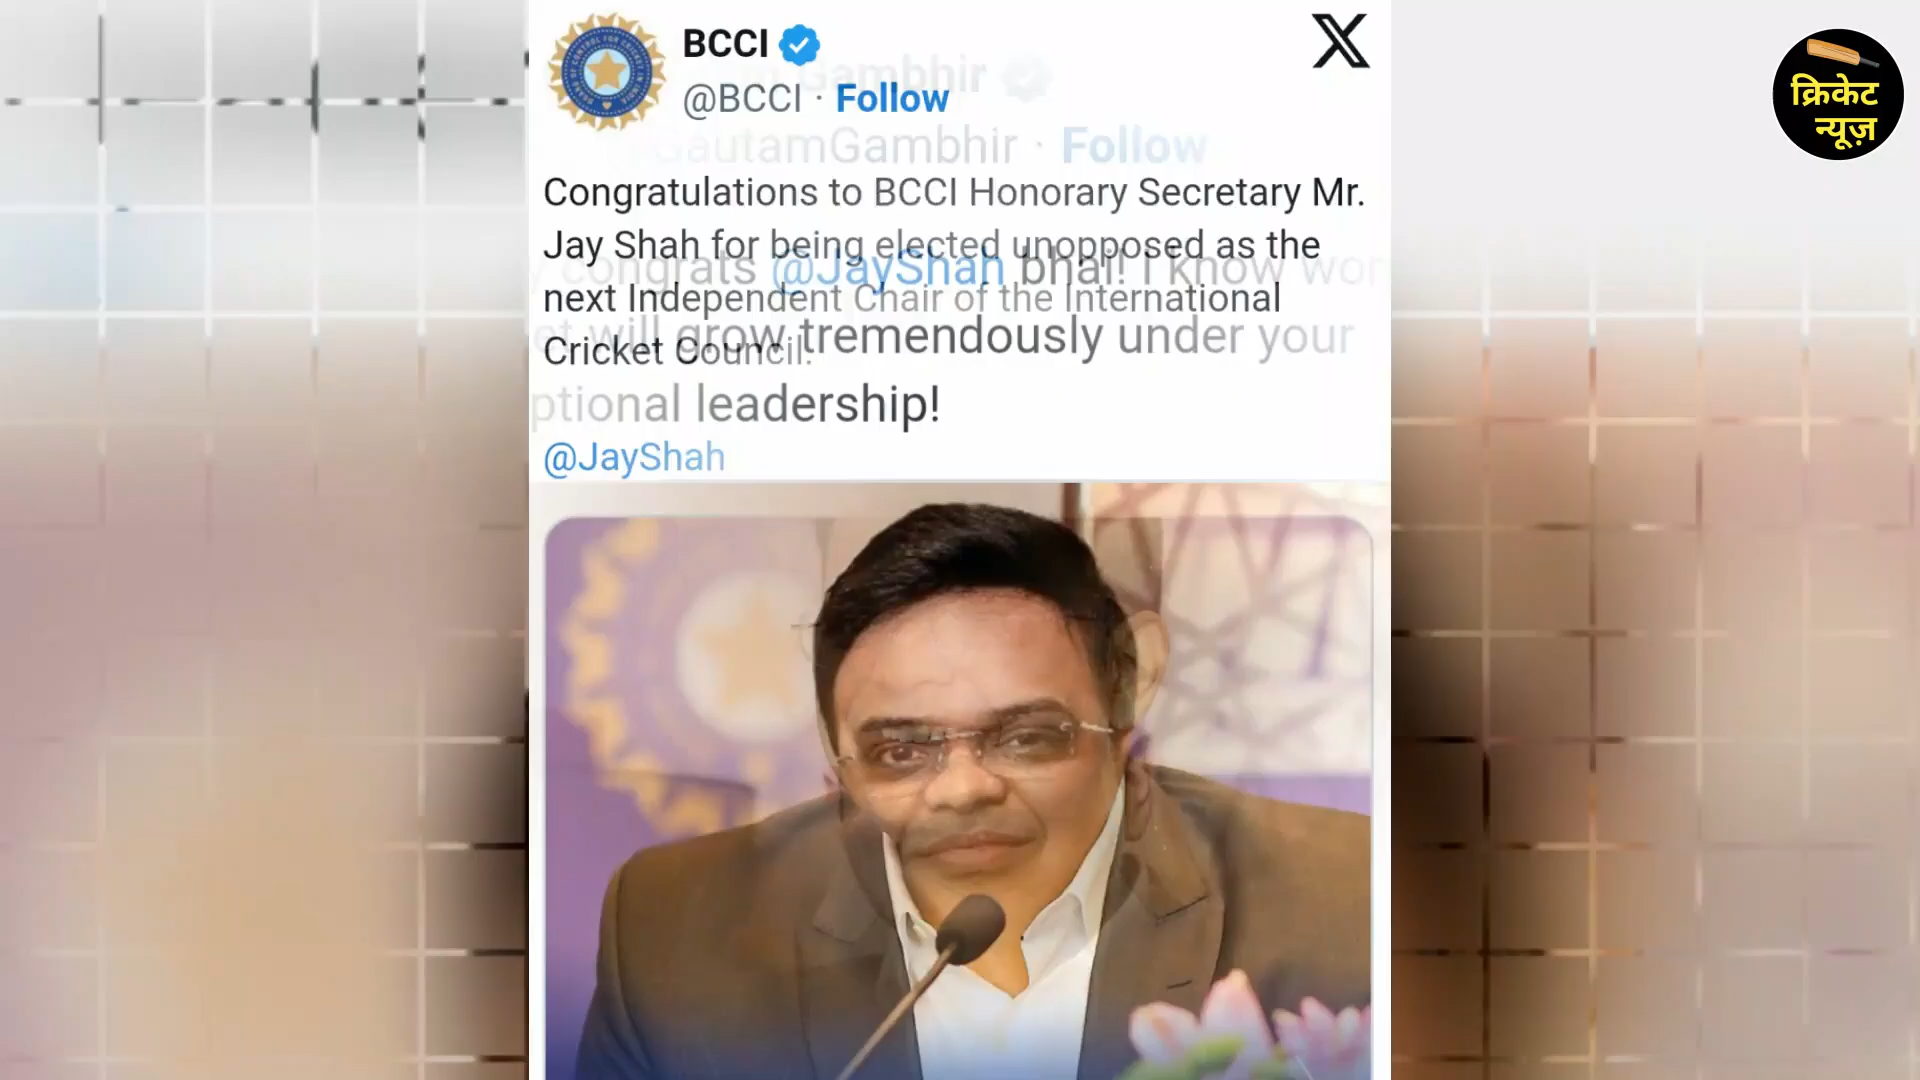 BCCI
@BCCI · Follow
Gambhir
GautamGambhir · Follow
Congratulations to BCCI Honorary Secretary Mr.
Jay Shah for being elected unopposed as the
congrats @JayShah bhai! I know
next Independent Chair of the International
will grow tremendously under your
Cricket Council.
leadership!
@JayShah
क्रिकेट
न्यूज़